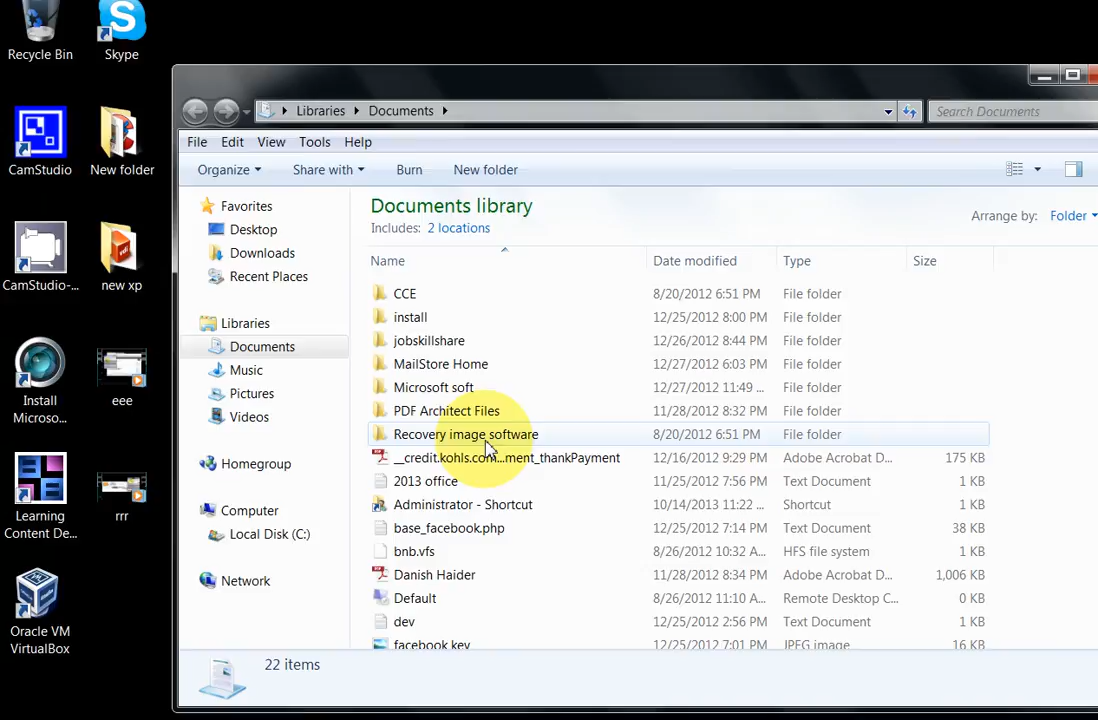 Recycle Bin
Skype
CamStudio
New folder
CamStudio-...
new xp
Install
Microso...
eee
Learning
Content De...
rrr
Oracle VM
VirtualBox
Libraries
Documents
Search Documents
File Edit View Tools Help
Organize Share with Burn New folder
Favorites
Desktop
Downloads
Recent Places
Libraries
Documents
Music
Pictures
Videos
Homegroup
Computer
Local Disk (C:)
Network
Documents library
Includes: 2 locations
Arrange by: Folder
Name Date modified Type Size
CCE 8/20/2012 6:51 PM File folder
install 12/25/2012 8:00 PM File folder
jobskillshare 12/26/2012 8:44 PM File folder
MailStore Home 12/27/2012 6:03 PM File folder
Microsoft soft 12/27/2012 11:49 ... File folder
PDF Architect Files 11/28/2012 8:32 PM File folder
Recovery image software 8/20/2012 6:51 PM File folder
__credit.kohls.com...ment_thankPayment 12/16/2012 9:29 PM Adobe Acrobat D... 175 KB
2013 office 11/25/2012 7:56 PM Text Document 1 KB
Administrator - Shortcut 10/14/2013 11:22 ... Shortcut 1 KB
base_facebook.php 12/25/2012 7:14 PM Text Document 38 KB
bnb.vfs 8/26/2012 10:32 A... HFS file system 1 KB
Danish Haider 11/28/2012 8:34 PM Adobe Acrobat D... 1,006 KB
Default 8/26/2012 11:10 A... Remote Desktop C... 0 KB
dev 12/25/2012 2:56 PM Text Document 1 KB
facebook key 12/25/2012 7:01 PM JPEG image 16 KB
22 items